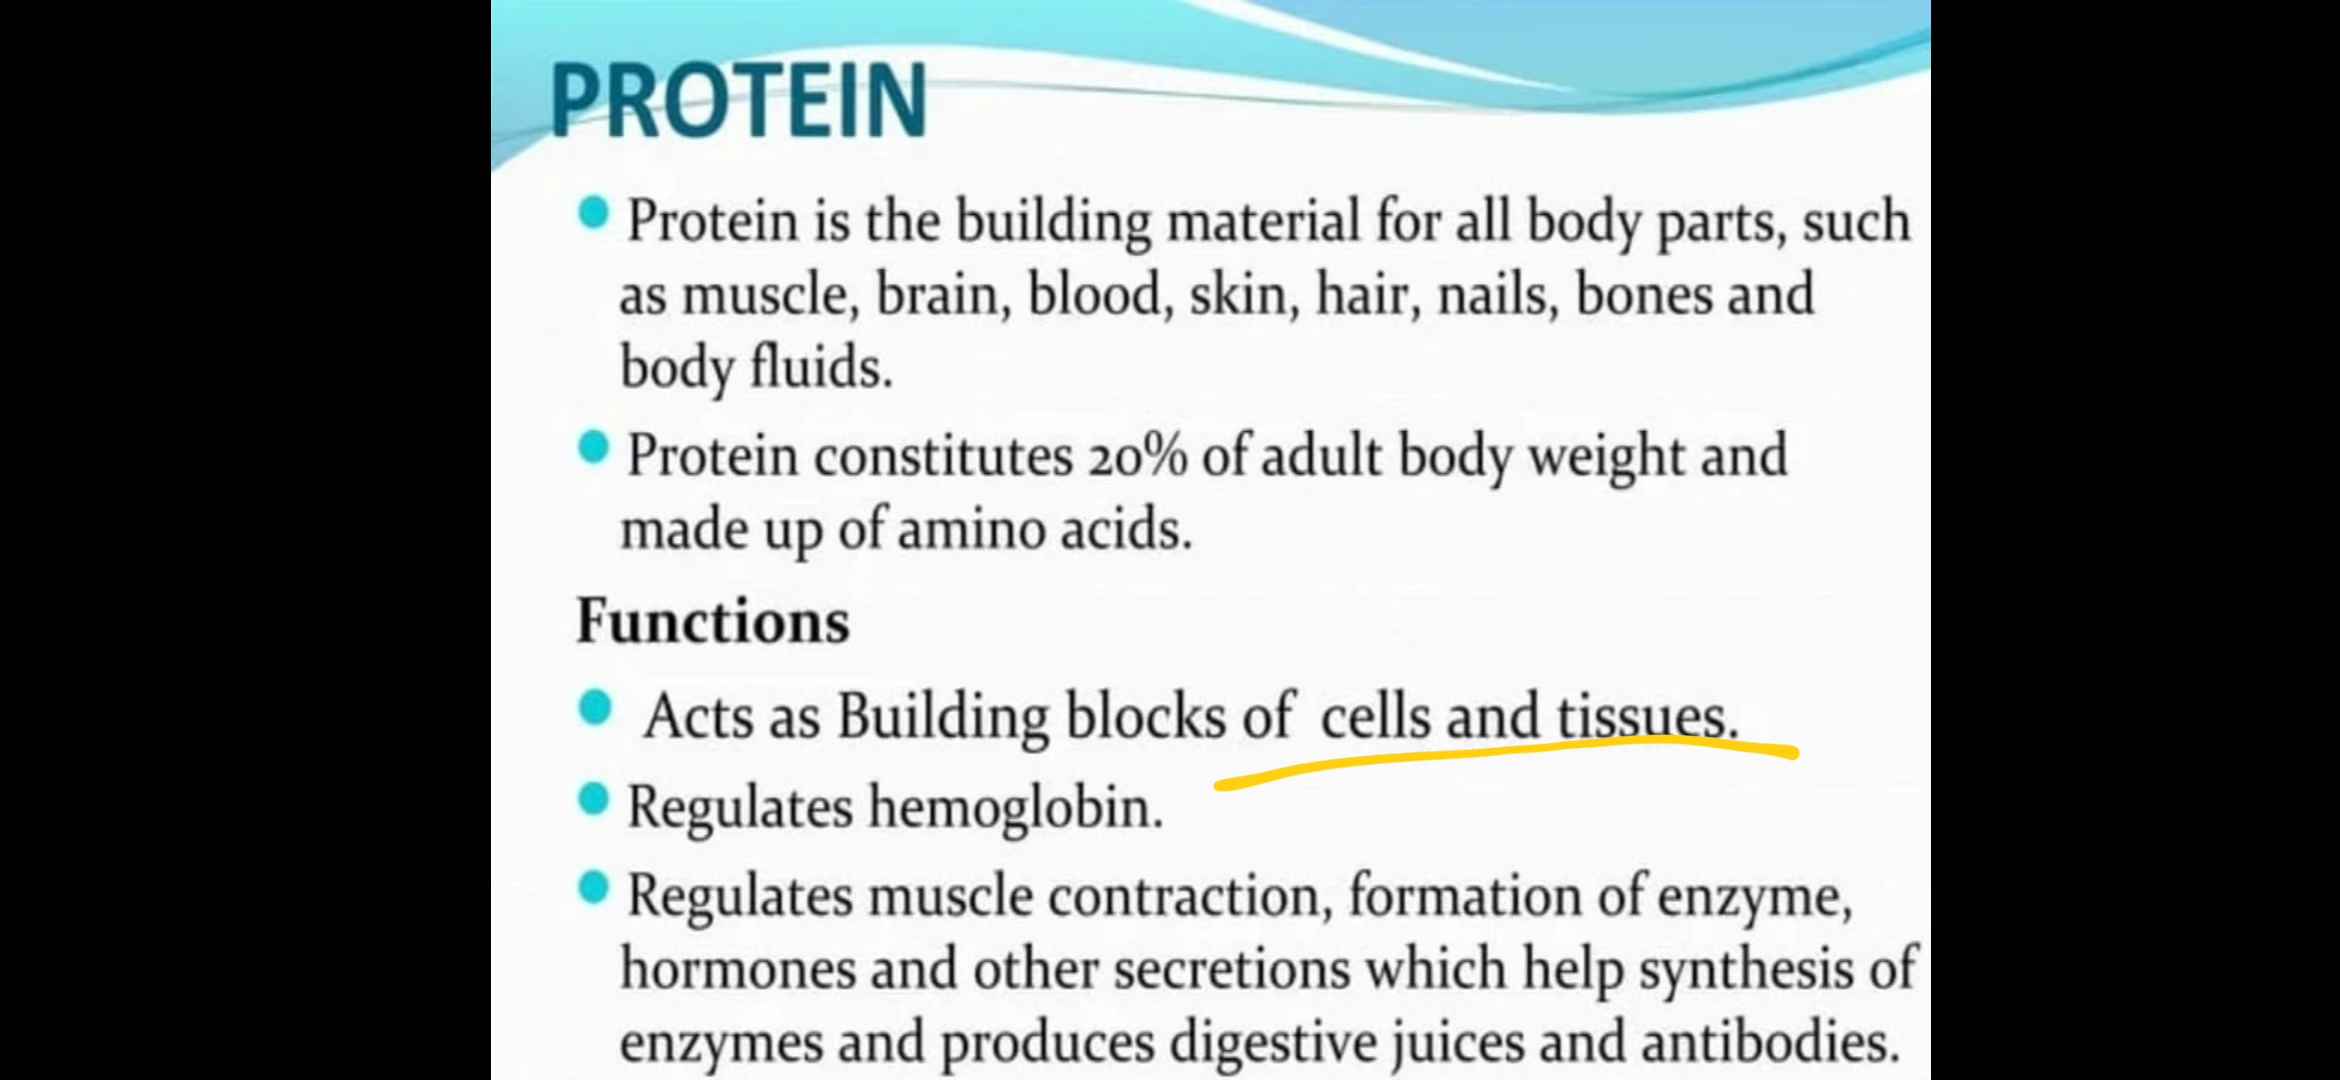 PROTEIN
Protein is the building material for all body parts, such
as muscle, brain, blood, skin, hair, nails, bones and
body fluids.
Protein constitutes 20% of adult body weight and
made up of amino acids.
Functions
Acts as Building blocks of cells and tissues.
Regulates hemoglobin.
Regulates muscle contraction, formation of enzyme,
hormones and other secretions which help synthesis of
enzymes and produces digestive juices and antibodies.